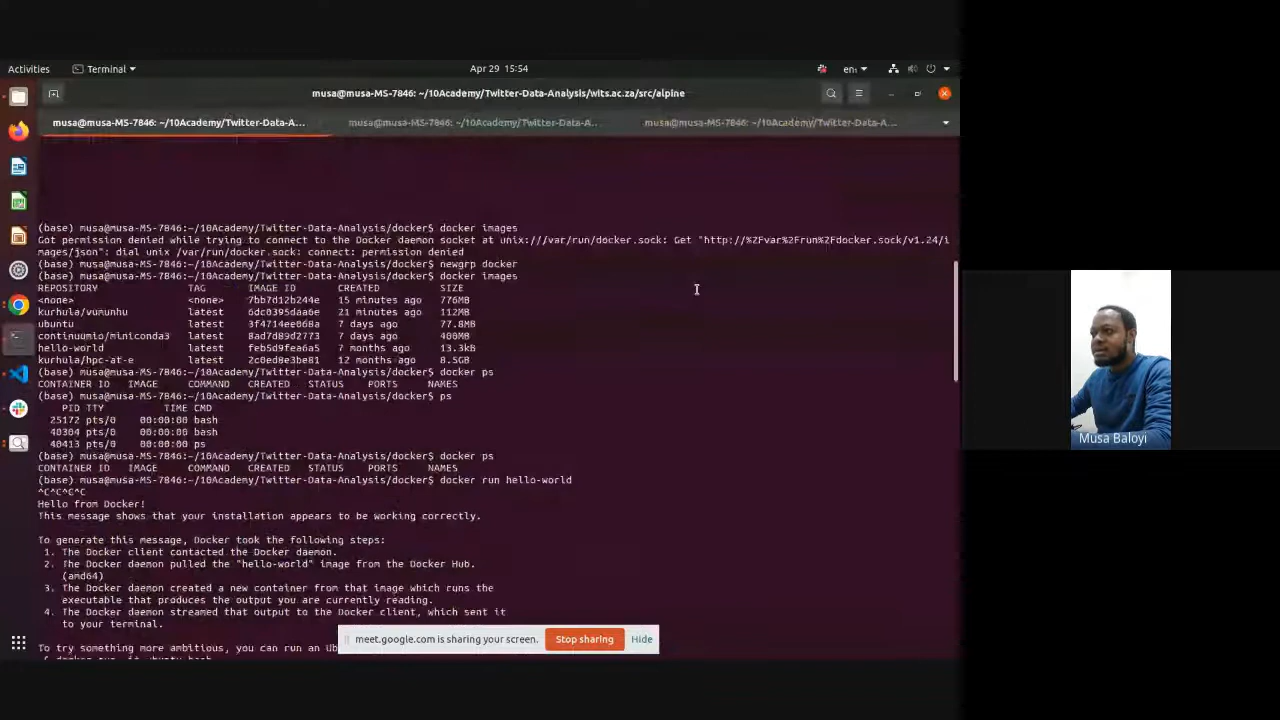 Activities Terminal Apr 29 15:54 en₁
musa@musa-MS-7846: ~/10Academy/Twitter-Data-Analysis/wits.ac.za/src/alpine
musa@musa-MS-7846: ~/10Academy/Twitter-Data-A... musa@musa-MS-7846: ~/10Academy/Twitter-Data-A... musa@musa-MS-7846: ~/10Academy/Twitter-Data-A...
(base) musa@musa-MS-7846:~/10Academy/Twitter-Data-Analysis/docker$ docker images
Got permission denied while trying to connect to the Docker daemon socket at unix:///var/run/docker.sock: Get "http://%2Fvar%2Frun%2Fdocker.sock/v1.24/i
mages/json": dial unix /var/run/docker.sock: connect: permission denied
(base) musa@musa-MS-7846:~/10Academy/Twitter-Data-Analysis/docker$ newgrp docker
(base) musa@musa-MS-7846:~/10Academy/Twitter-Data-Analysis/docker$ docker images
REPOSITORY TAG IMAGE ID CREATED SIZE
<none> <none> 7bb7d12b244e 15 minutes ago 776MB
kurhula/vumunhu latest 6dc0395daa6e 21 minutes ago 112MB
ubuntu latest 3f4714ee068a 7 days ago 77.8MB
continuumio/miniconda3 latest 8ad7d89d2773 7 days ago 400MB
hello-world latest feb5d9fea6a5 7 months ago 13.3kB
kurhula/hpc-at-e latest 2c0ed8e3be81 12 months ago 8.5GB
(base) musa@musa-MS-7846:~/10Academy/Twitter-Data-Analysis/docker$ docker ps
CONTAINER ID IMAGE COMMAND CREATED STATUS PORTS NAMES
(base) musa@musa-MS-7846:~/10Academy/Twitter-Data-Analysis/docker$ ps
PID TTY TIME CMD
25172 pts/0 00:00:00 bash
40304 pts/0 00:00:00 bash
40413 pts/0 00:00:00 ps
(base) musa@musa-MS-7846:~/10Academy/Twitter-Data-Analysis/docker$ docker ps
CONTAINER ID IMAGE COMMAND CREATED STATUS PORTS NAMES
(base) musa@musa-MS-7846:~/10Academy/Twitter-Data-Analysis/docker$ docker run hello-world
^C^C^C^C
Hello from Docker!
This message shows that your installation appears to be working correctly.
To generate this message, Docker took the following steps:
1. The Docker client contacted the Docker daemon.
2. The Docker daemon pulled the "hello-world" image from the Docker Hub.
(amd64)
3. The Docker daemon created a new container from that image which runs the
executable that produces the output you are currently reading.
4. The Docker daemon streamed that output to the Docker client, which sent it
to your terminal.
To try something more ambitious, you can run an Ub
meet.google.com is sharing your screen. Stop sharing Hide
Musa Baloyi